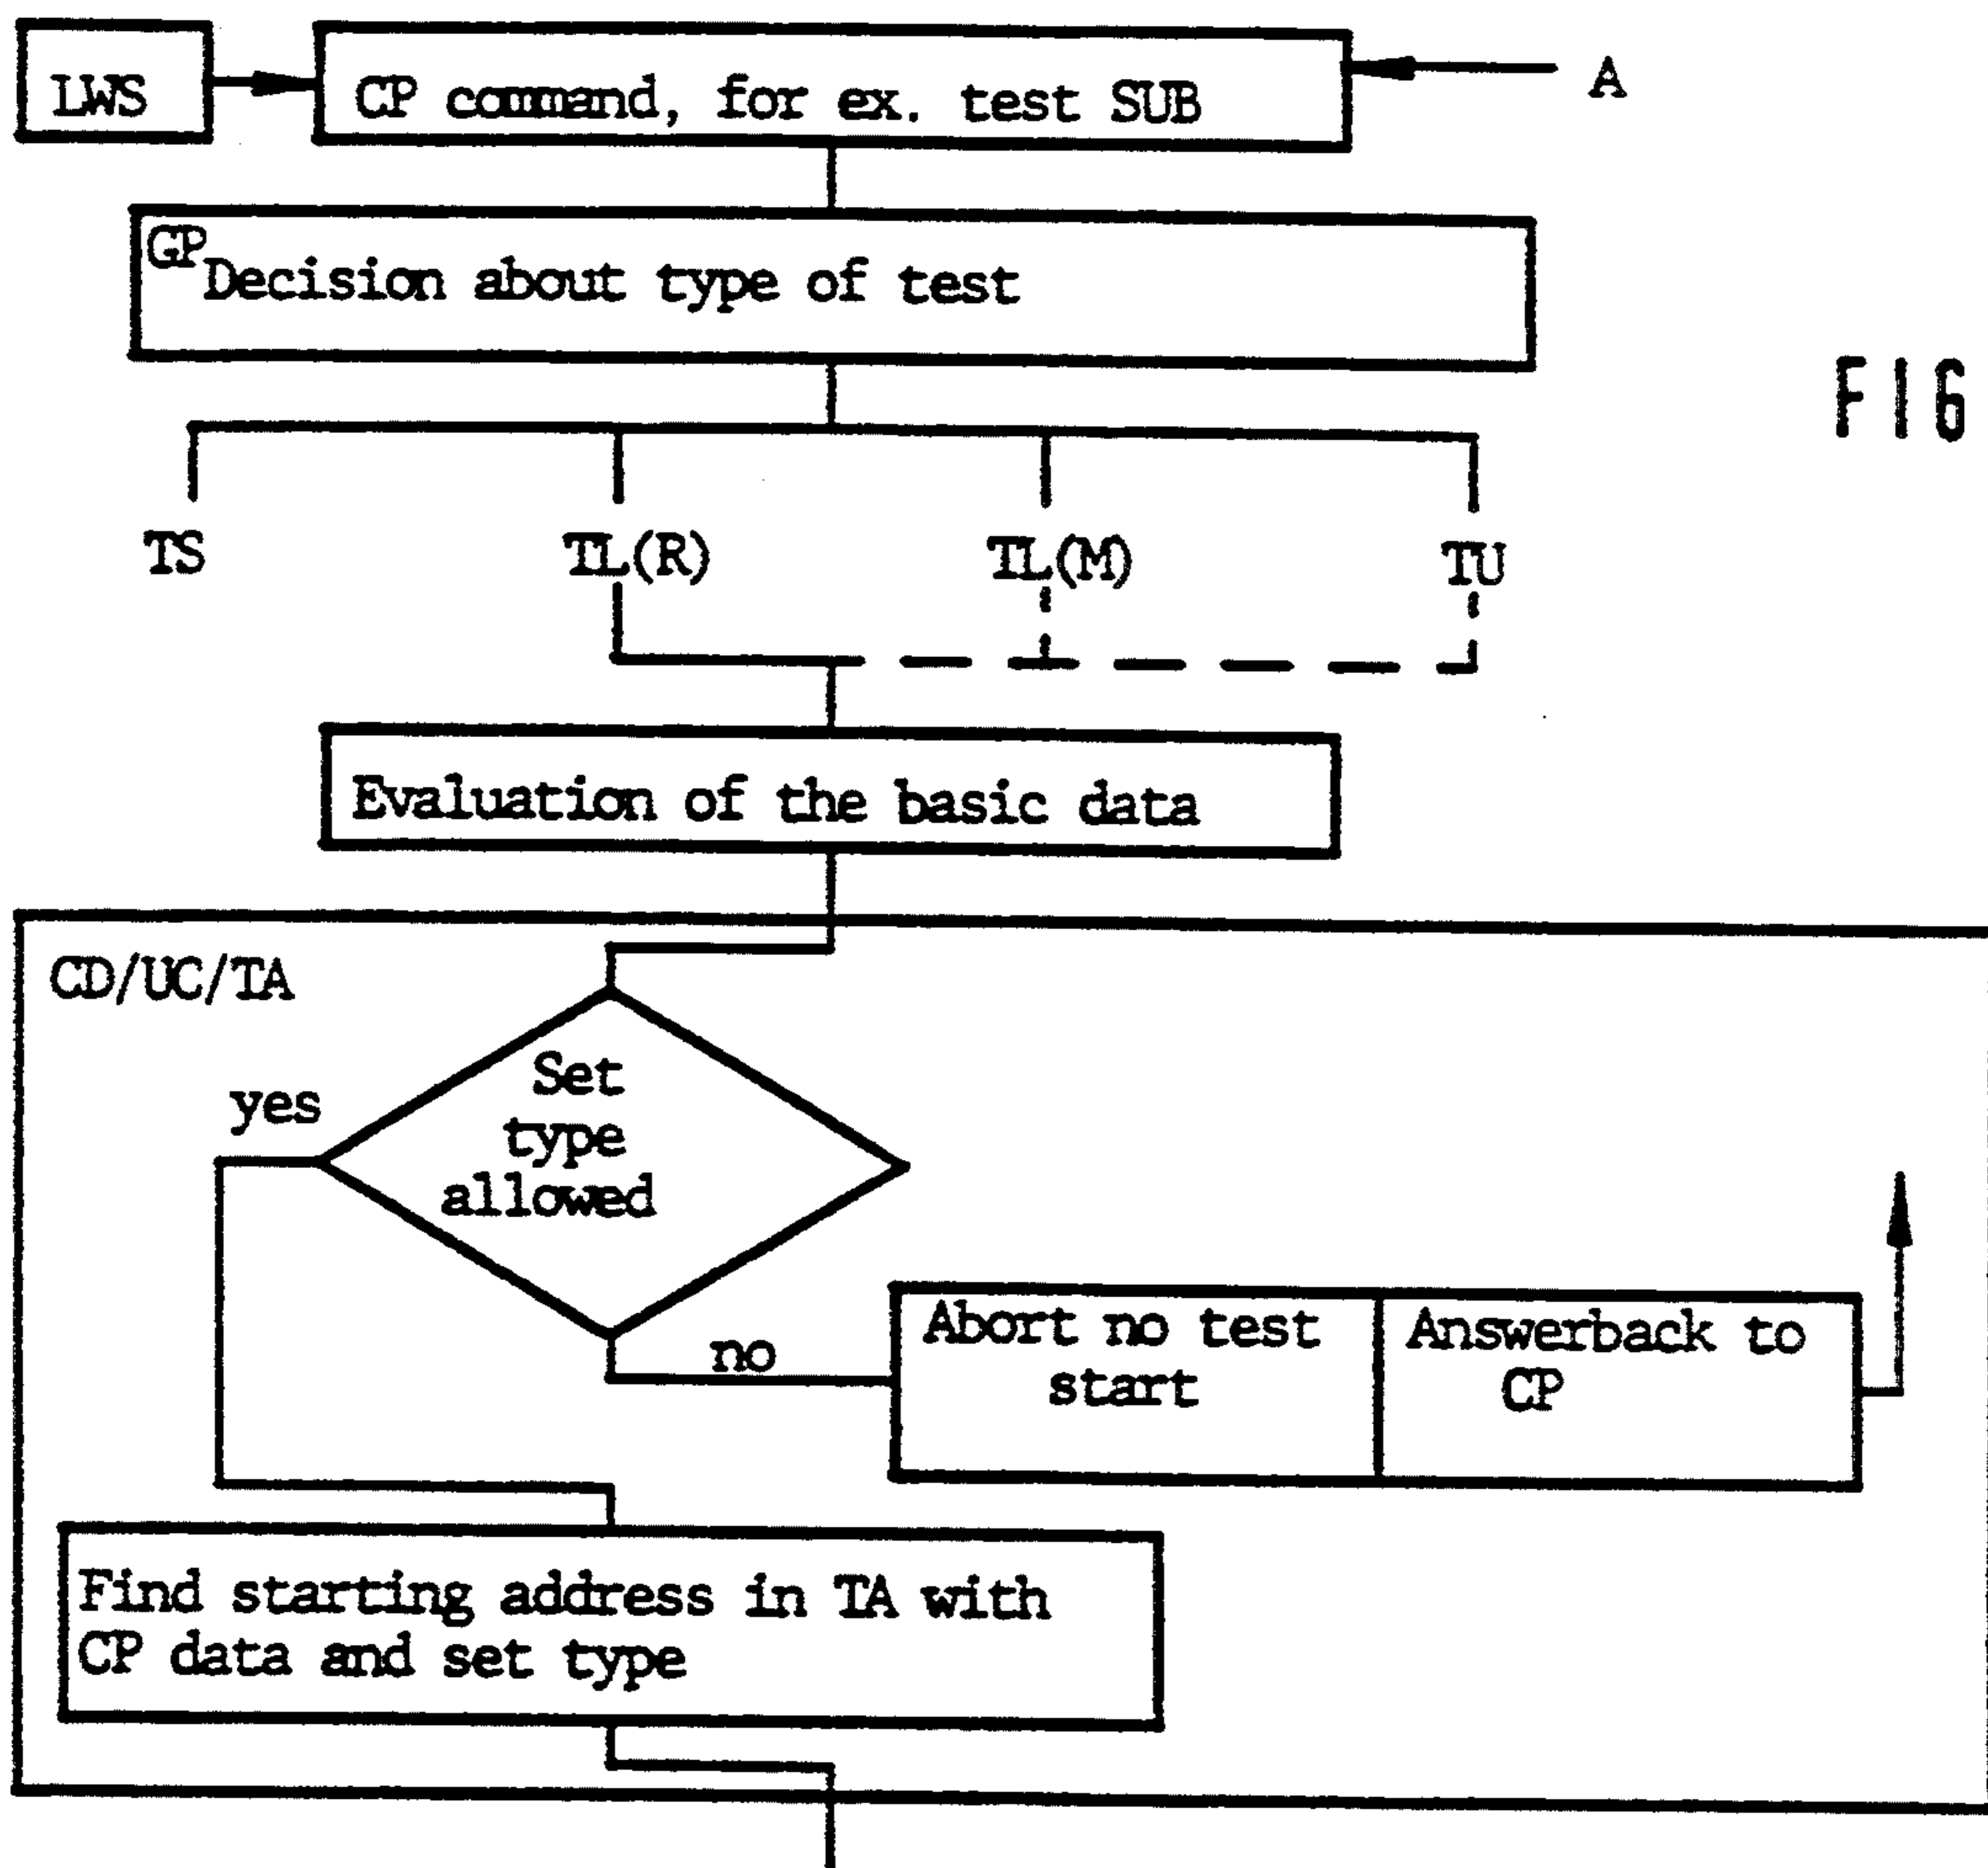 LWS
CP command, for ex. test SUB
A
GP
Decision about type of test
FIG
TS
TL(R)
TL(M)
TU
Evaluation of the basic data
CD/UC/TA
Set
type
allowed
yes
no
Abort no test
start
Answerback to
CP
Find starting address in TA with
CP data and set type